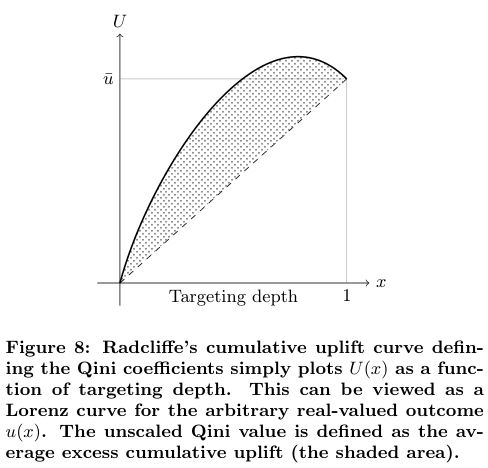 U
ū
x
Targeting depth
1
Figure 8: Radcliffe's cumulative uplift curve defin-
ing the Qini coefficients simply plots U(x) as a func-
tion of targeting depth. This can be viewed as a
Lorenz curve for the arbitrary real-valued outcome
u(x). The unscaled Qini value is defined as the av-
erage excess cumulative uplift (the shaded area).